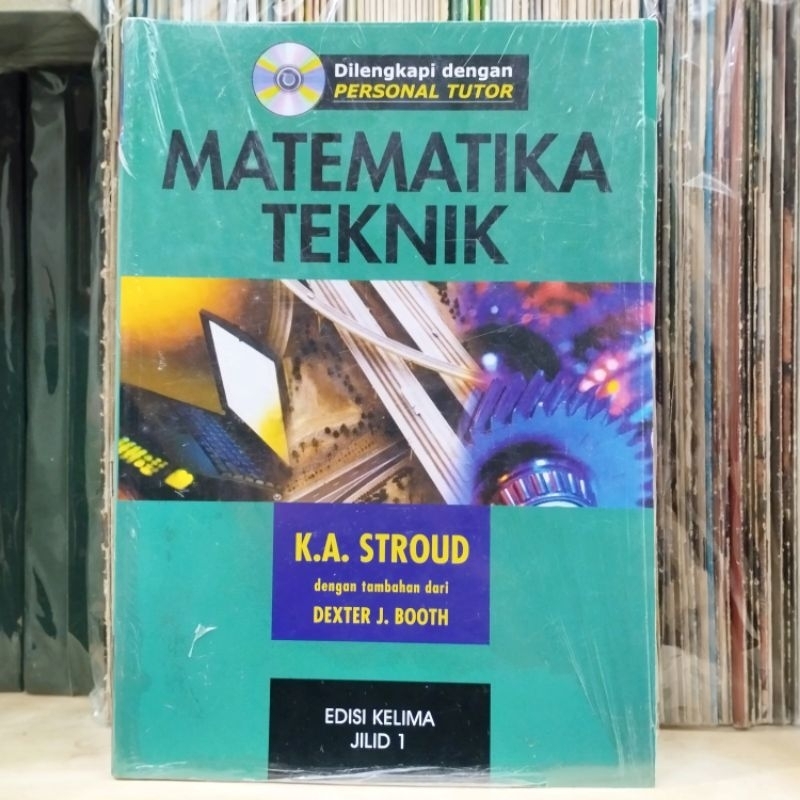 Dilengkapi dengan
PERSONAL TUTOR
MATEMATIKA
TEKNIK
K.A. STROUD
dengan tambahan dari
DEXTER J. BOOTH
EDISI KELIMA
JILID 1